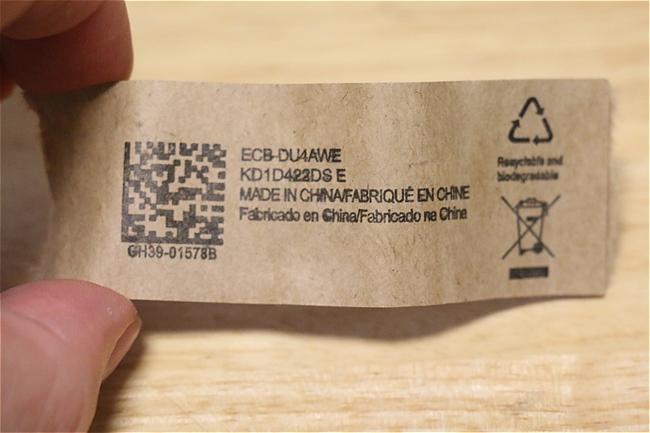 ECB-DU4AWE
KD1D422DS E
MADE IN CHINA/FABRIQUÉ EN CHINE
Fabricado en China/Fabricado na China
GH39-01578B
Recyclable and
biodegradable